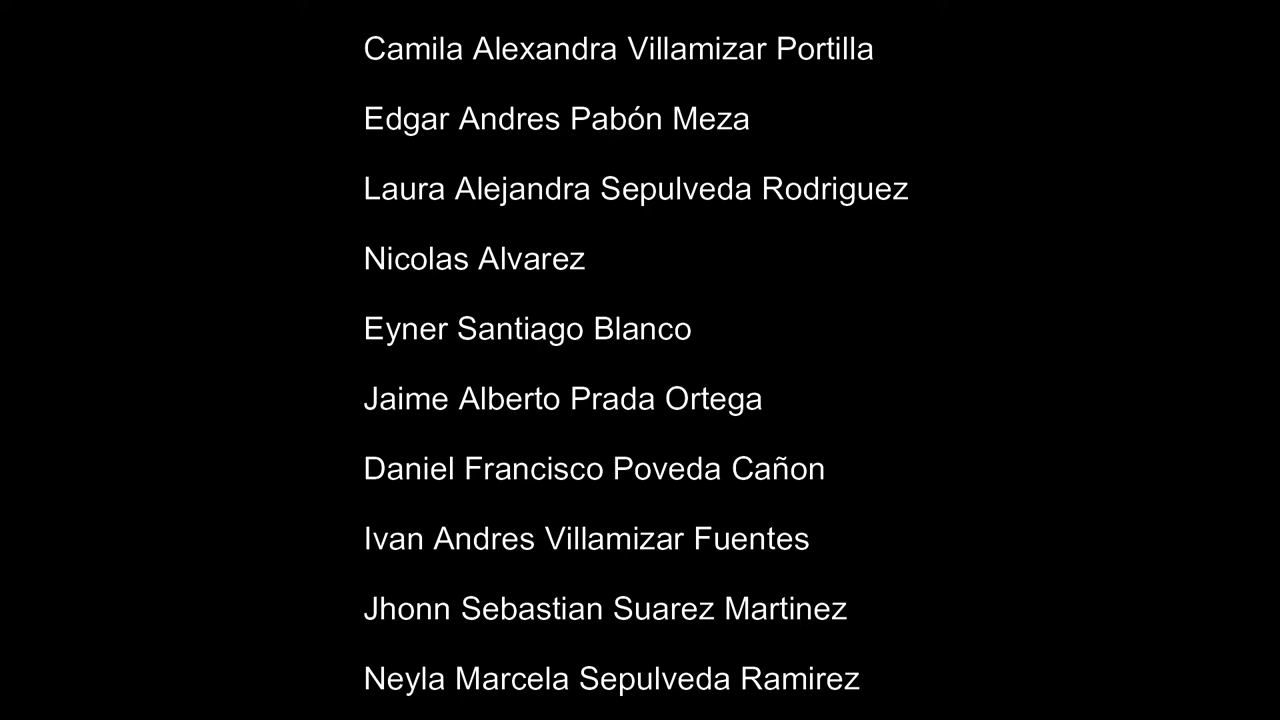 Camila Alexandra Villamizar Portilla
Edgar Andres Pabón Meza
Laura Alejandra Sepulveda Rodriguez
Nicolas Alvarez
Eyner Santiago Blanco
Jaime Alberto Prada Ortega
Daniel Francisco Poveda Cañon
Ivan Andres Villamizar Fuentes
Jhonn Sebastian Suarez Martinez
Neyla Marcela Sepulveda Ramirez